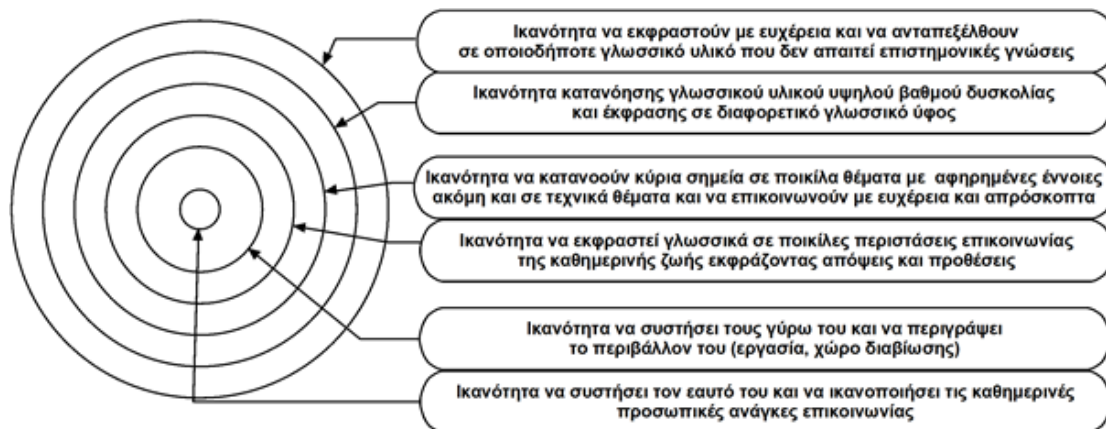 Ικανότητα να εκφραστούν με ευχέρεια και να ανταπεξέλθουν
σε οποιοδήποτε γλωσσικό υλικό που δεν απαιτεί επιστημονικές γνώσεις
Ικανότητα κατανόησης γλωσσικού υλικού υψηλού βαθμού δυσκολίας
και έκφρασης σε διαφορετικό γλωσσικό ύφος
Ικανότητα να κατανοούν κύρια σημεία σε ποικίλα θέματα με αφηρημένες έννοιες
ακόμη και σε τεχνικά θέματα και να επικοινωνούν με ευχέρεια και απρόσκοπτα
Ικανότητα να εκφραστεί γλωσσικά σε ποικίλες περιστάσεις επικοινωνίας
της καθημερινής ζωής εκφράζοντας απόψεις και προθέσεις
Ικανότητα να συστήσει τους γύρω του και να περιγράψει
το περιβάλλον του (εργασία, χώρο διαβίωσης)
Ικανότητα να συστήσει τον εαυτό του και να ικανοποιήσει τις καθημερινές
προσωπικές ανάγκες επικοινωνίας